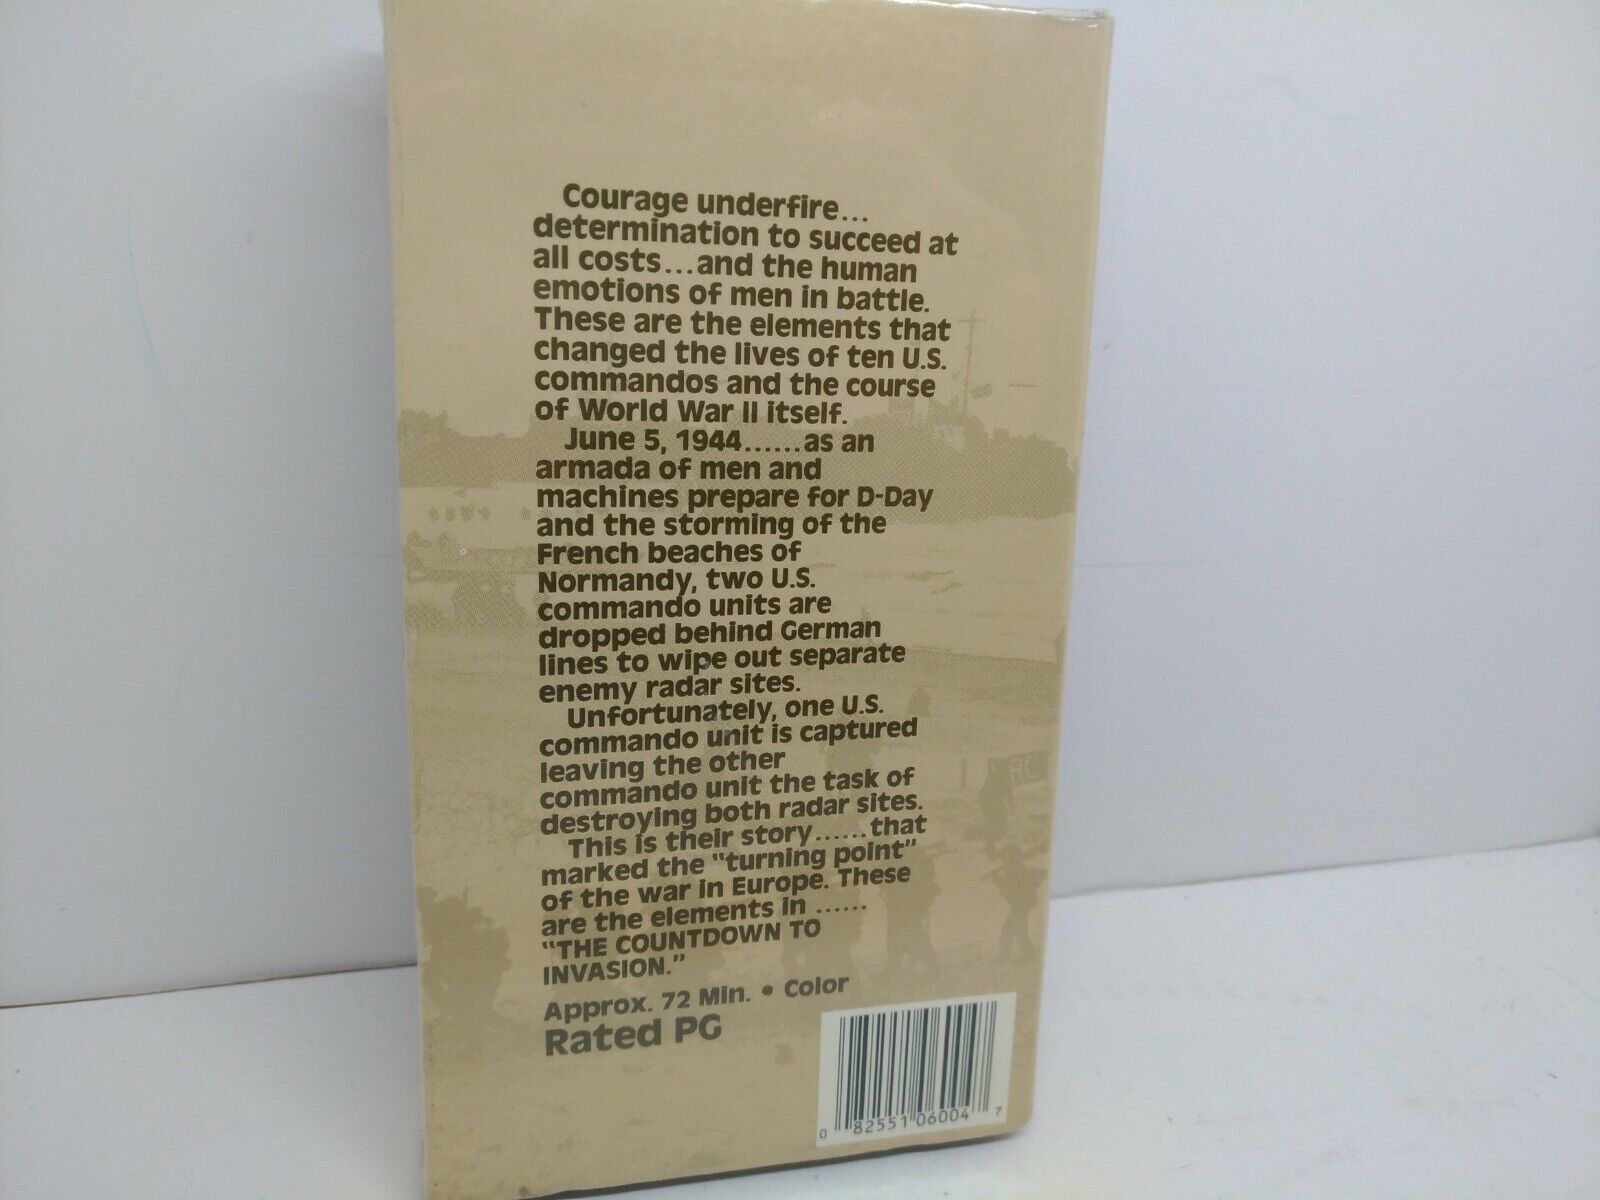 Courage underfire...
determination to succeed at
all costs...and the human
emotions of men in battle.
These are the elements that
changed the lives of ten U.S.
commandos and the course
of World War II itself.
June 5, 1944......as an
armada of men and
machines prepare for D-Day
and the storming of the
French beaches of
Normandy, two U.S.
commando units are
dropped behind German
lines to wipe out separate
enemy radar sites.
Unfortunately, one U.S.
commando unit is captured
leaving the other
commando unit the task of
destroying both radar sites.
This is their story......that
marked the "turning point"
of the war in Europe. These
are the elements in ......
"THE COUNTDOWN TO
INVASION."
Approx. 72 Min. • Color
Rated PG
0 82551 06004 7